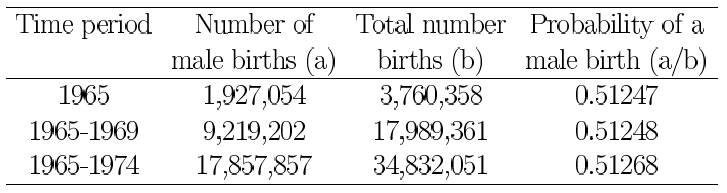 Time period Number of Total number Probability of a
male births (a) births (b) male birth (a/b)
1965 1,927,054 3,760,358 0.51247
1965-1969 9,219,202 17,989,361 0.51248
1965-1974 17,857,857 34,832,051 0.51268